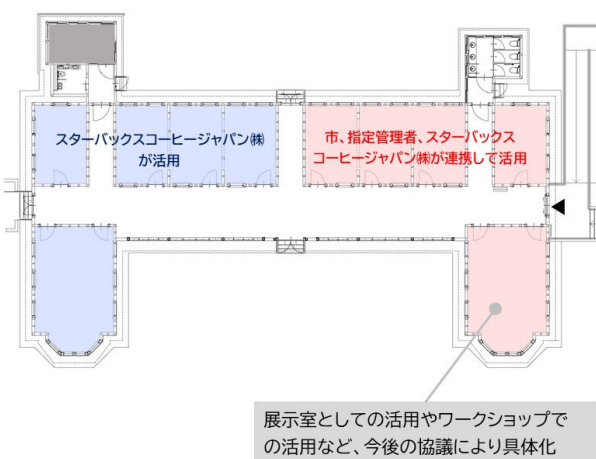 スターバックスコーヒージャパン㈱
が活用
市、指定管理者、スターバックス
コーヒージャパン㈱が連携して活用
展示室としての活用やワークショップで
の活用など、今後の協議により具体化